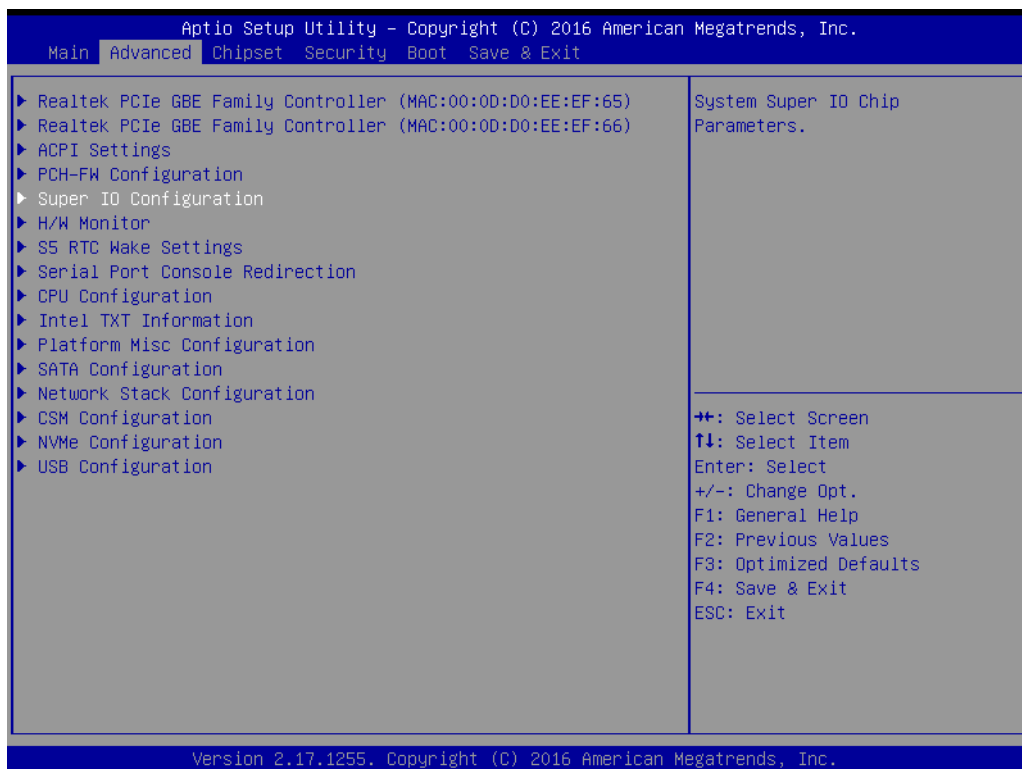 Aptio Setup Utility – Copyright (C) 2016 American Megatrends, Inc.
Main Advanced Chipset Security Boot Save & Exit
Realtek PCIe GBE Family Controller (MAC:00:0D:D0:EE:EF:65)
Realtek PCIe GBE Family Controller (MAC:00:0D:D0:EE:EF:66)
ACPI Settings
PCH-FW Configuration
Super IO Configuration
H/W Monitor
S5 RTC Wake Settings
Serial Port Console Redirection
CPU Configuration
Intel TXT Information
Platform Misc Configuration
SATA Configuration
Network Stack Configuration
CSM Configuration
NVMe Configuration
USB Configuration
System Super IO Chip
Parameters.
→←: Select Screen
↑↓: Select Item
Enter: Select
+/-: Change Opt.
F1: General Help
F2: Previous Values
F3: Optimized Defaults
F4: Save & Exit
ESC: Exit
Version 2.17.1255. Copyright (C) 2016 American Megatrends, Inc.